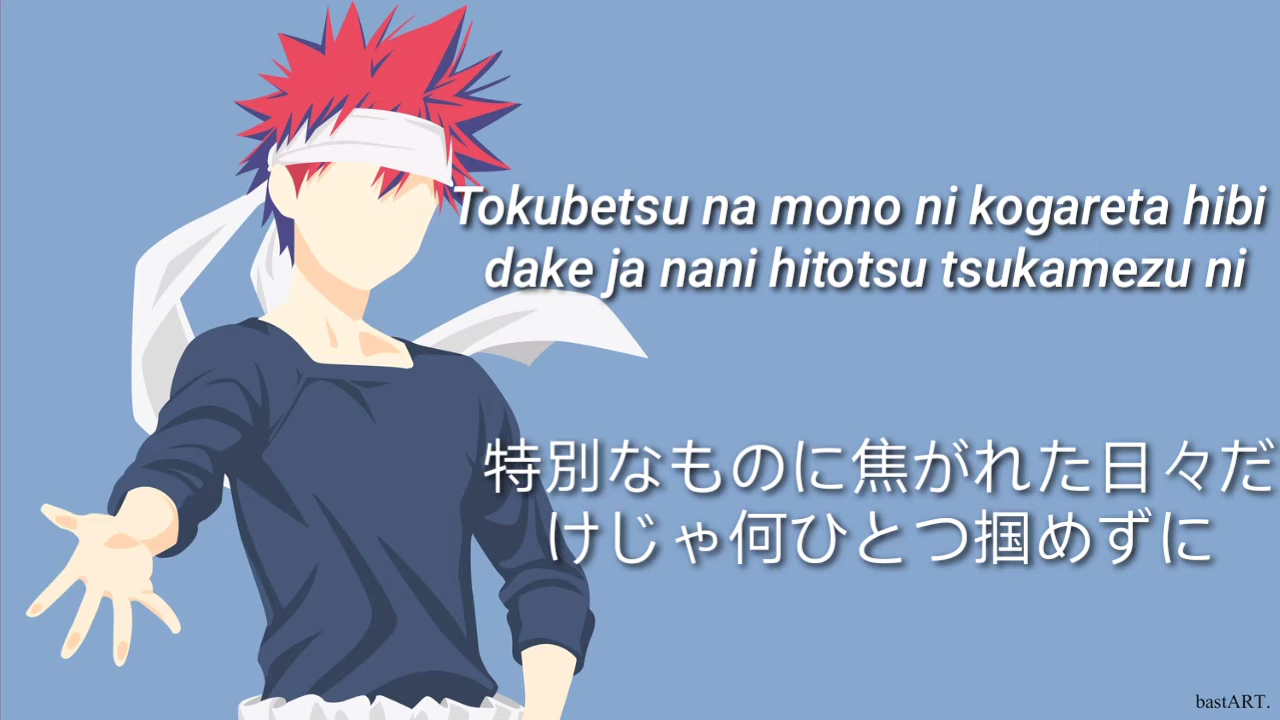 Tokubetsu na mono ni kogareta hibi
dake ja nani hitotsu tsukamezu ni
特別なものに焦がれた日々だ
けじゃ何ひとつ掴めずに
bastART.